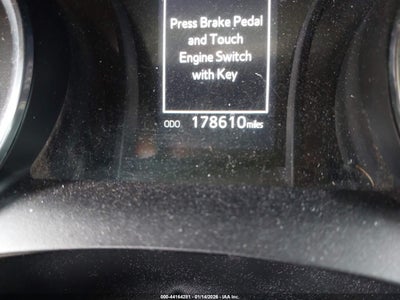 Press Brake Pedal
and Touch
Engine Switch
with Key
ODO 178610 miles
000-44164281 - 01/14/2026 - IAA Inc.